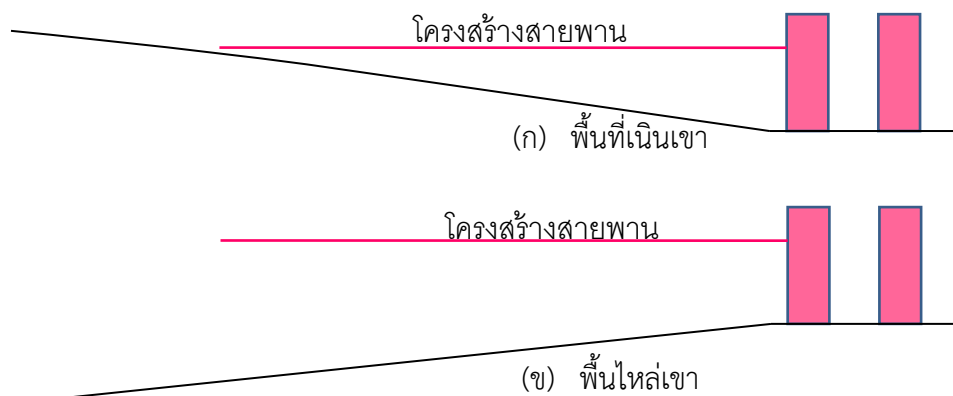 โครงสร้างสายพาน
(ก) พื้นที่เนินเขา
โครงสร้างสายพาน
(ข) พื้นไหล่เขา